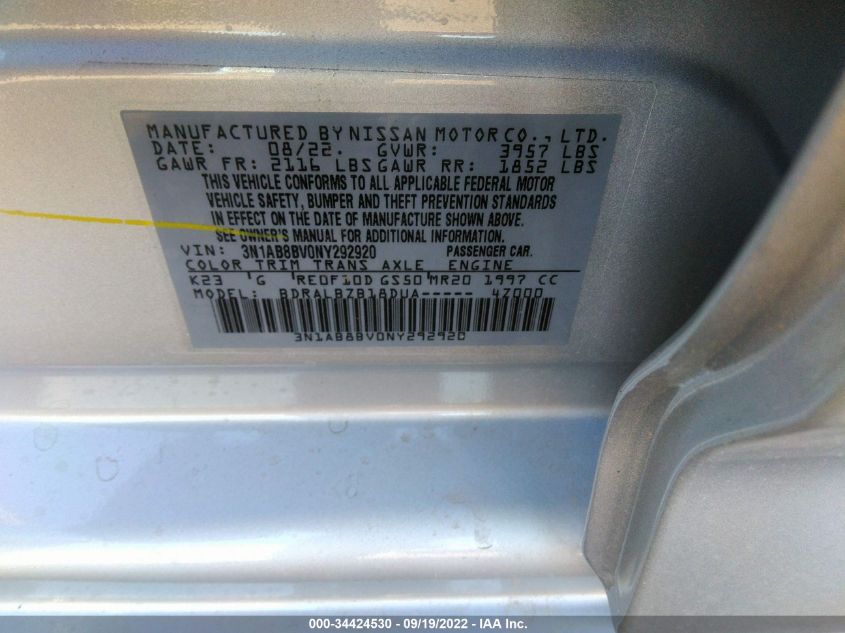 MANUFACTURED BY NISSAN MOTOR CO., LTD.
DATE: 08/22. GVWR: 3957 LBS
GAWR FR: 2116 LBS GAWR RR: 1852 LBS
THIS VEHICLE CONFORMS TO ALL APPLICABLE FEDERAL MOTOR
VEHICLE SAFETY, BUMPER AND THEFT PREVENTION STANDARDS
IN EFFECT ON THE DATE OF MANUFACTURE SHOWN ABOVE.
SEE OWNER'S MANUAL FOR ADDITIONAL INFORMATION.
VIN: 3N1AB8BV0NY292920 PASSENGER CAR.
COLOR TRIM TRANS AXLE ENGINE
K23 G RE0F10D GS50 MR20 1997 CC
MODEL: BDRALBZB18DUA----- 4Z000
3N1AB8BV0NY292920
000-34424530 - 09/19/2022 - IAA Inc.